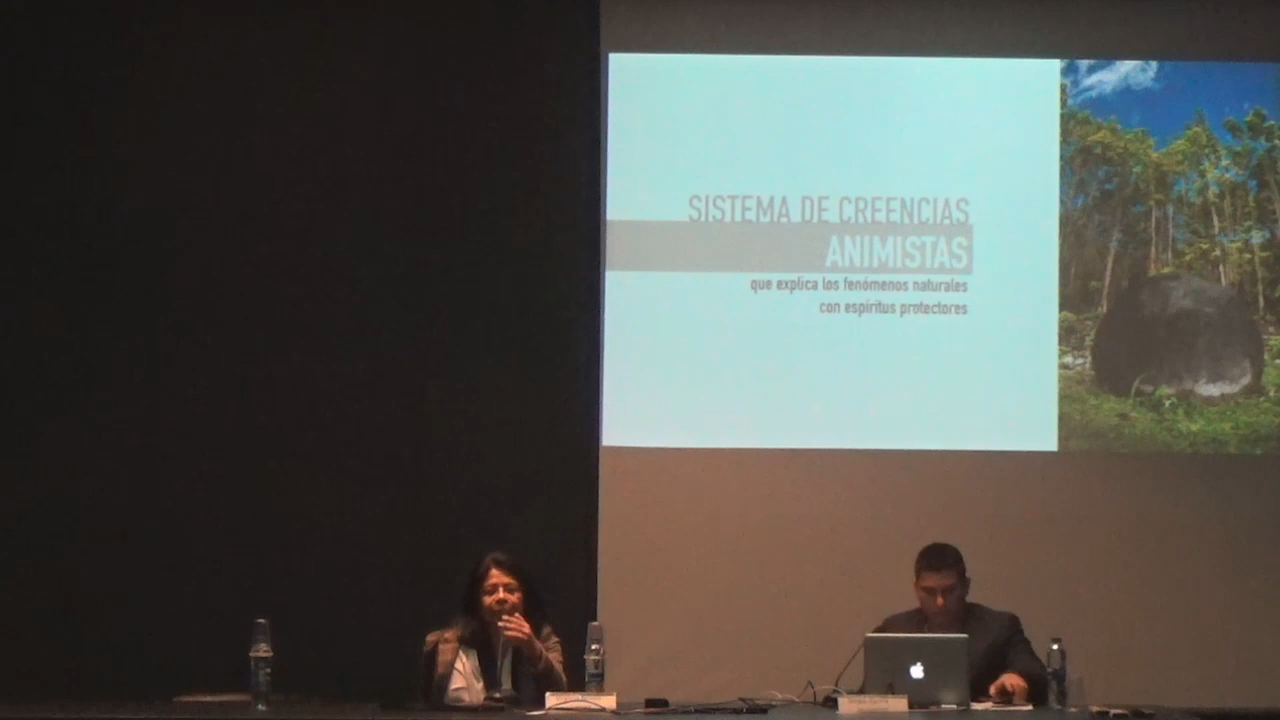 SISTEMA DE CREENCIAS
ANIMISTAS
que explica los fenómenos naturales
con espíritus protectores